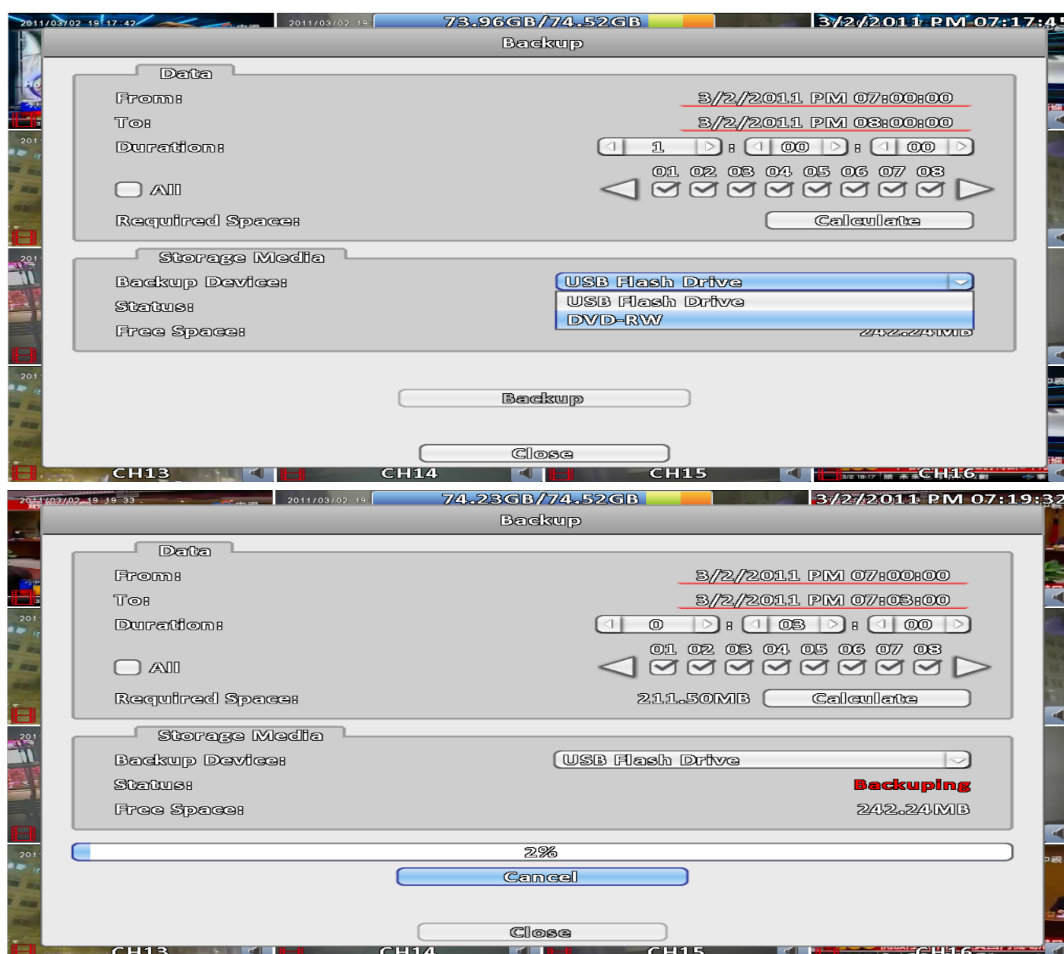 2011/03/02 19:17:42 2011/03/02 19 73.96GB/74.52GB 3/2/2011 PM 07:17:45
Backup
Data
From: 3/2/2011 PM 07:00:00
To: 3/2/2011 PM 08:00:00
Duration: 1 : 00 : 00
01 02 03 04 05 06 07 08
All
Required Space: Calculate
Storage Media
Backup Device: USB Flash Drive
Status: USB Flash Drive
DVD-RW
Free Space: 242.24MB
Backup
Close
CH13 CH14 CH15 CH16
2011/03/02 19:19:33 2011/03/02 19 74.23GB/74.52GB 3/2/2011 PM 07:19:32
Backup
Data
From: 3/2/2011 PM 07:00:00
To: 3/2/2011 PM 07:03:00
Duration: 0 : 03 : 00
01 02 03 04 05 06 07 08
All
Required Space: 211.50MB Calculate
Storage Media
Backup Device: USB Flash Drive
Status: Backuping
Free Space: 242.24MB
2%
Cancel
Close
CH13 CH14 CH15 CH16